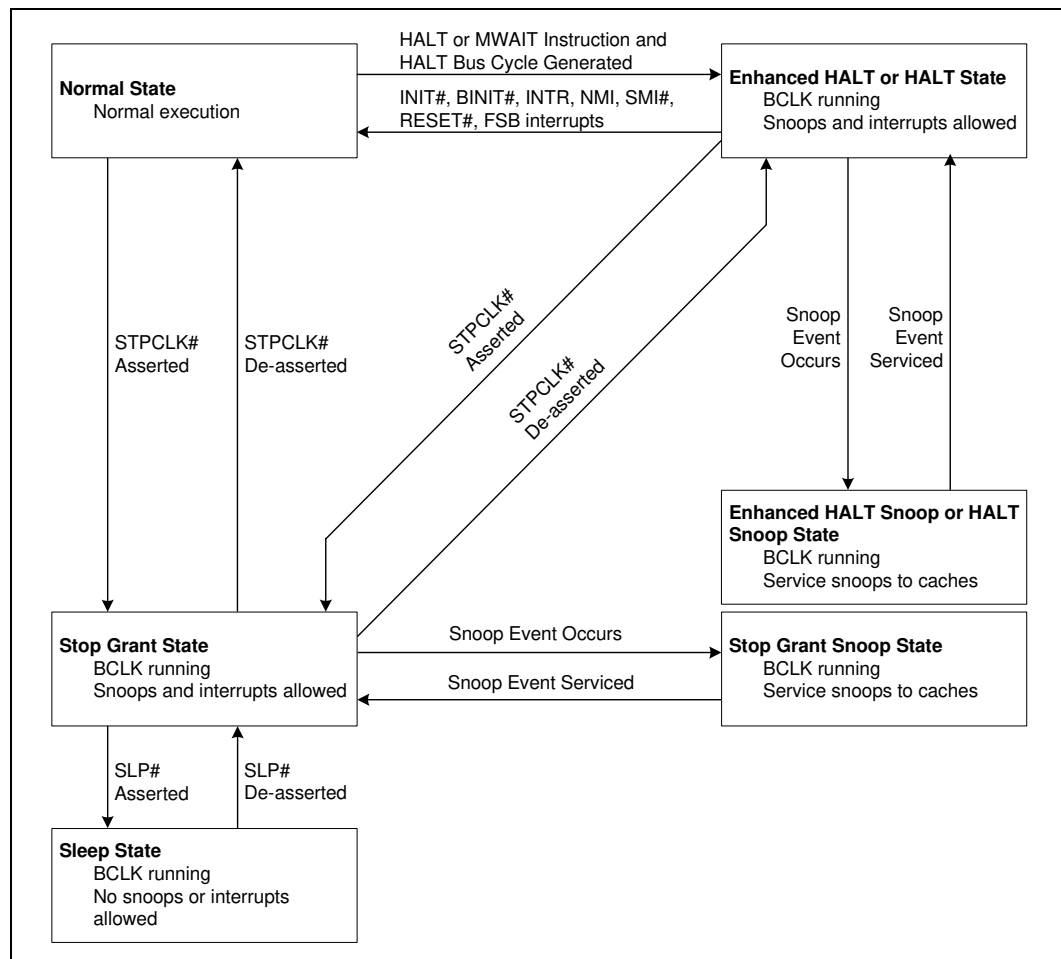 HALT or MWAIT Instruction and
HALT Bus Cycle Generated
Normal State
Normal execution
INIT#, BINIT#, INTR, NMI, SMI#,
RESET#, FSB interrupts
Enhanced HALT or HALT State
BCLK running
Snoops and interrupts allowed
STPCLK#
Asserted
STPCLK#
De-asserted
STPCLK#
Asserted
STPCLK#
De-asserted
Snoop
Event
Occurs
Snoop
Event
Serviced
Enhanced HALT Snoop or HALT
Snoop State
BCLK running
Service snoops to caches
Stop Grant State
BCLK running
Snoops and interrupts allowed
Snoop Event Occurs
Snoop Event Serviced
Stop Grant Snoop State
BCLK running
Service snoops to caches
SLP#
Asserted
SLP#
De-asserted
Sleep State
BCLK running
No snoops or interrupts
allowed